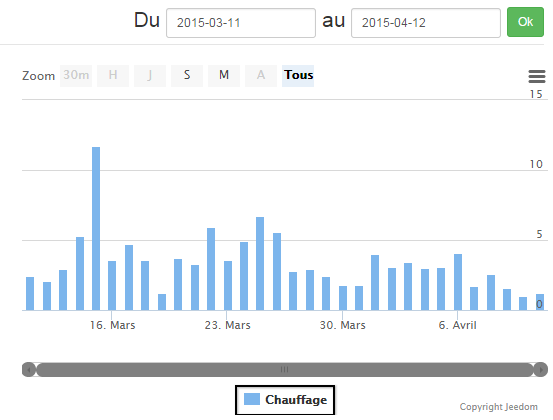 Du 2015-03-11 au 2015-04-12 Ok
Zoom 30m H J S M A Tous
15
10
5
0
16. Mars 23. Mars 30. Mars 6. Avril
Chauffage
Copyright Jeedom